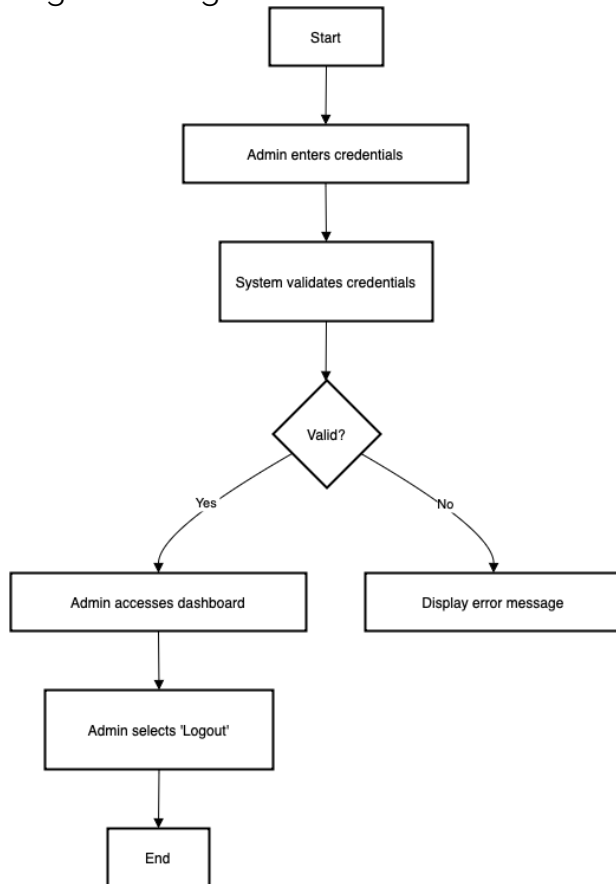 Start
Admin enters credentials
System validates credentials
Valid?
Yes
No
Admin accesses dashboard
Display error message
Admin selects 'Logout'
End